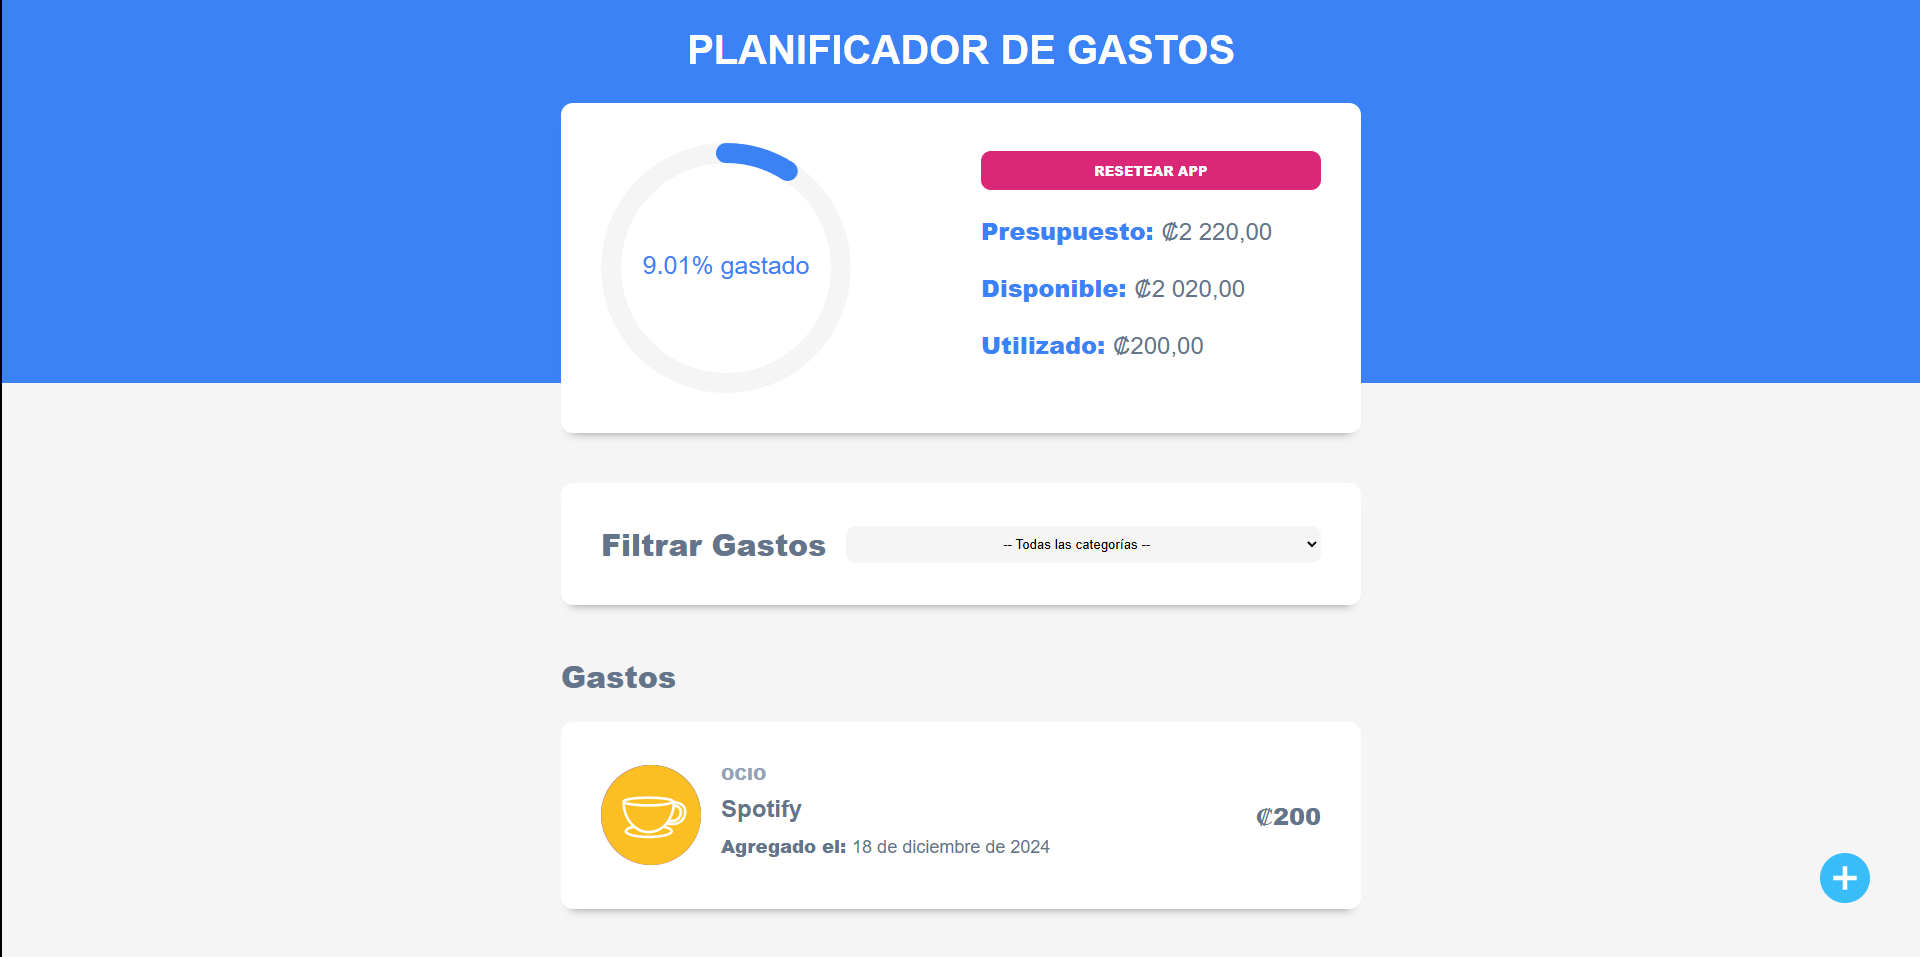 PLANIFICADOR DE GASTOS
9.01% gastado
RESETEAR APP
Presupuesto: ₡2 220,00
Disponible: ₡2 020,00
Utilizado: ₡200,00
Filtrar Gastos
-- Todas las categorías --
Gastos
OCIO
Spotify
Agregado el: 18 de diciembre de 2024
₡200